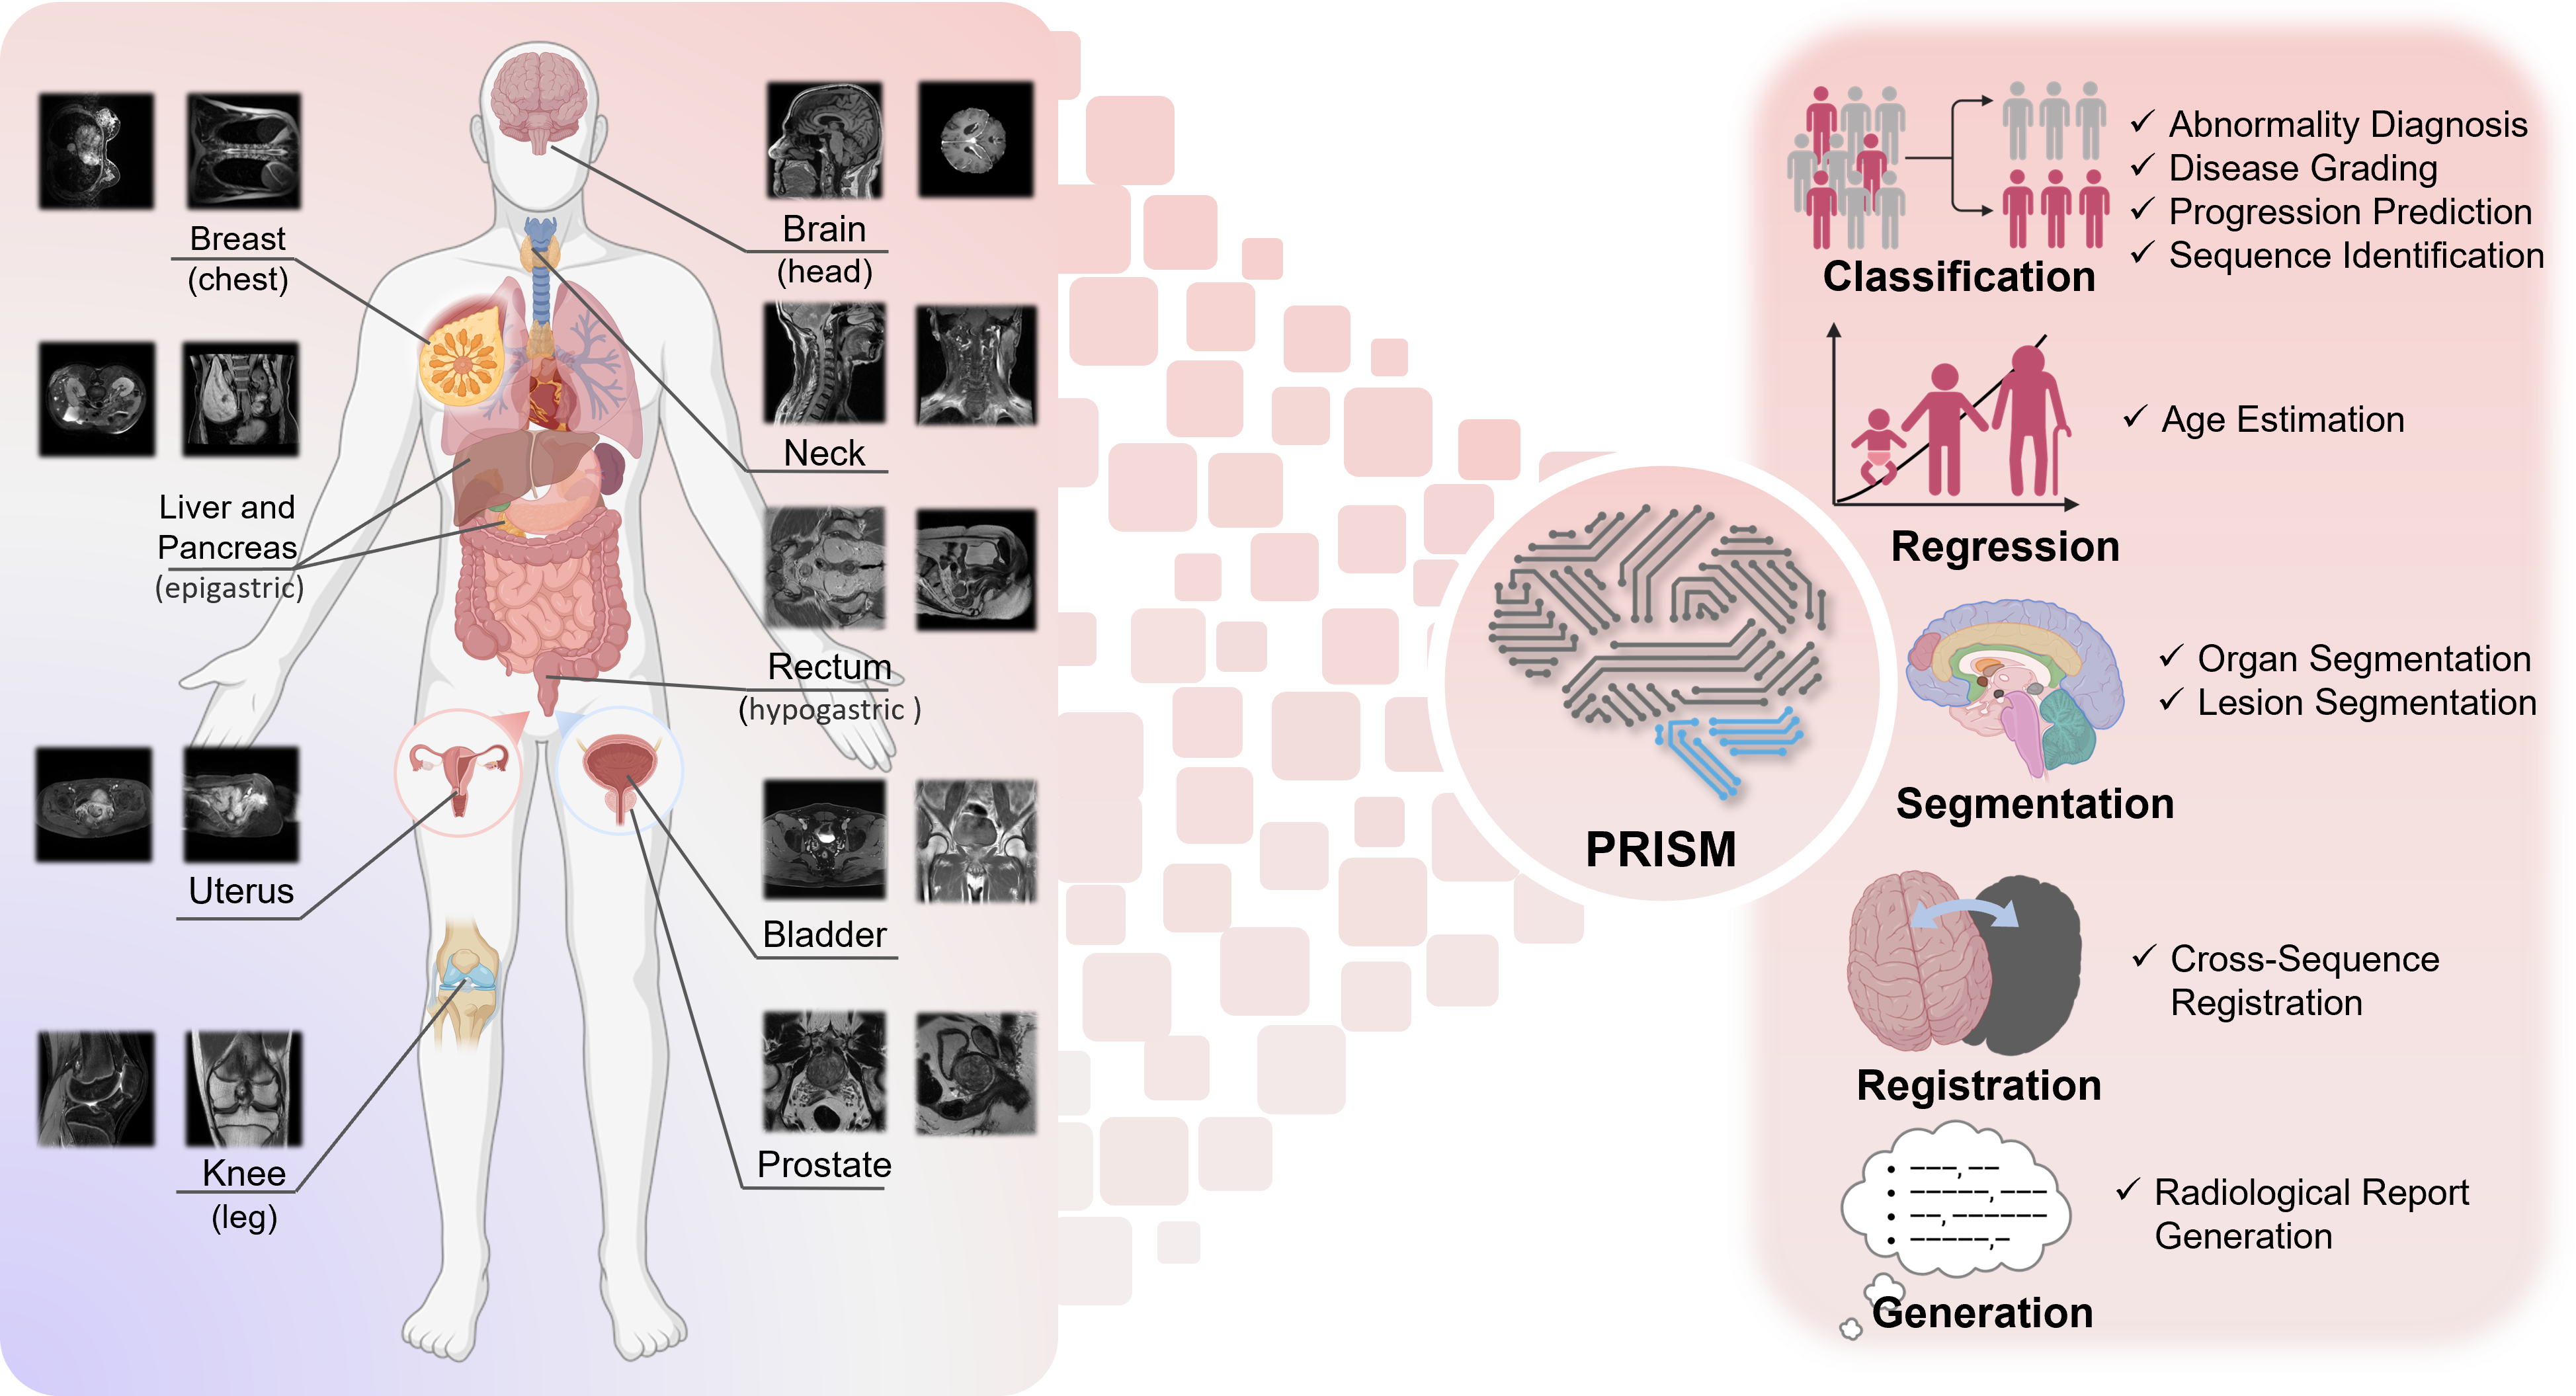 Breast
(chest)
Liver and
Pancreas
(epigastric)
Uterus
Knee
(leg)
Brain
(head)
Neck
Rectum
(hypogastric )
Bladder
Prostate
PRISM
Classification
✓ Abnormality Diagnosis
✓ Disease Grading
✓ Progression Prediction
✓ Sequence Identification
Regression
✓ Age Estimation
Segmentation
✓ Organ Segmentation
✓ Lesion Segmentation
Registration
✓ Cross-Sequence
Registration
Generation
✓ Radiological Report
Generation